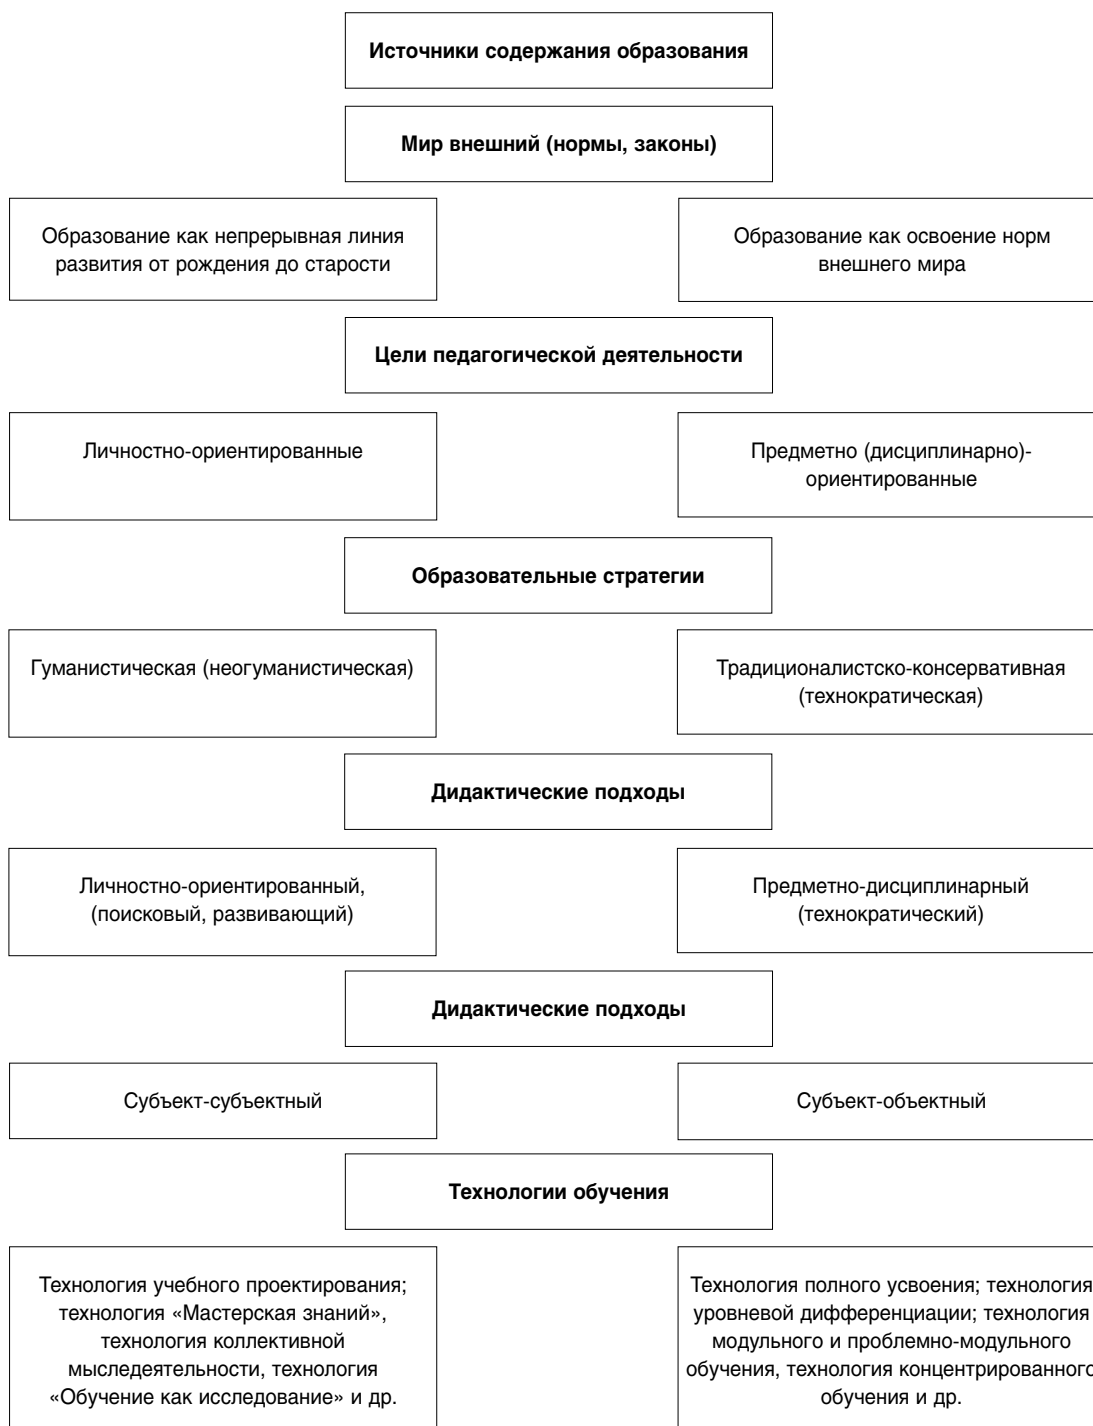 Источники содержания образования
Мир внешний (нормы, законы)
Образование как непрерывная линия
развития от рождения до старости
Образование как освоение норм
внешнего мира
Цели педагогической деятельности
Личностно-ориентированные
Предметно (дисциплинарно)-
ориентированные
Образовательные стратегии
Гуманистическая (неогуманистическая)
Традиционалистско-консервативная
(технократическая)
Дидактические подходы
Личностно-ориентированный,
(поисковый, развивающий)
Предметно-дисциплинарный
(технократический)
Дидактические подходы
Субъект-субъектный
Субъект-объектный
Технологии обучения
Технология учебного проектирования;
технология «Мастерская знаний»,
технология коллективной
мыследеятельности, технология
«Обучение как исследование» и др.
Технология полного усвоения; технология
уровневой дифференциации; технология
модульного и проблемно-модульного
обучения, технология концентрированного
обучения и др.